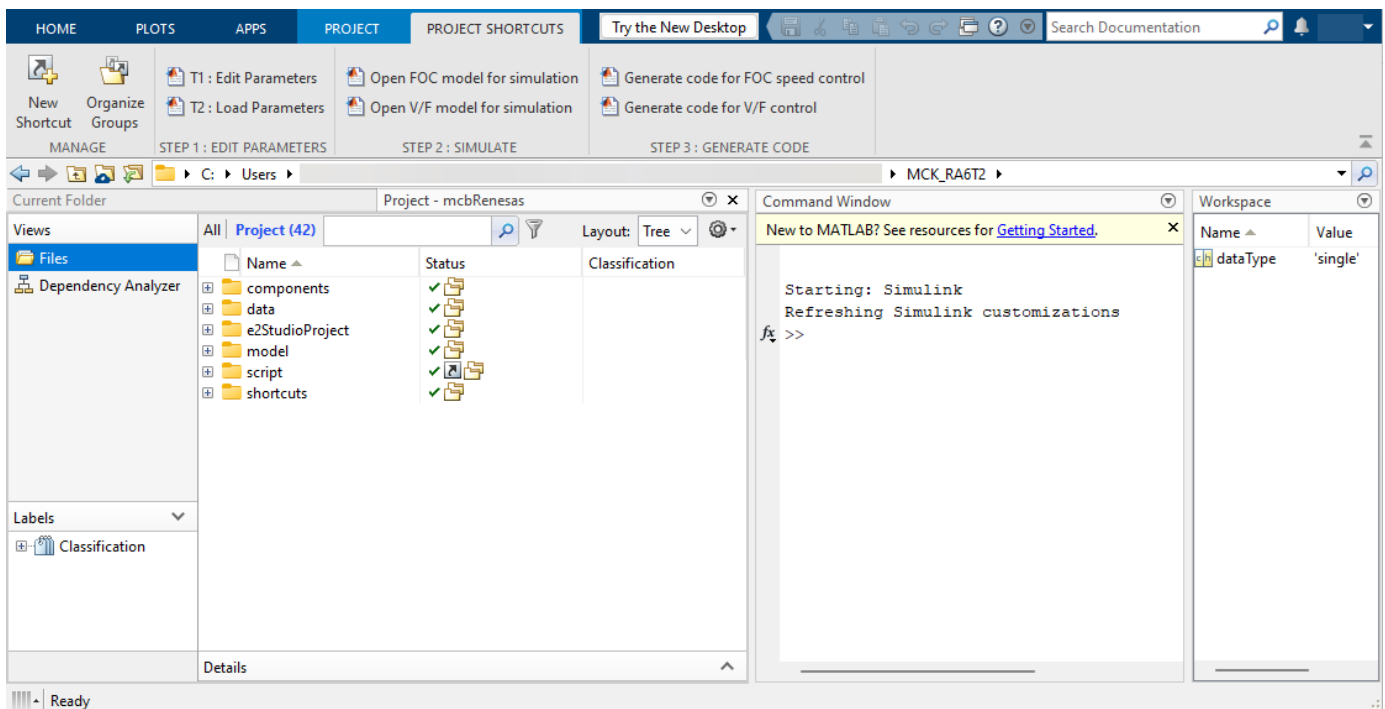 HOME PLOTS APPS PROJECT PROJECT SHORTCUTS Try the New Desktop Search Documentation
T1 : Edit Parameters Open FOC model for simulation Generate code for FOC speed control
New Organize T2 : Load Parameters Open V/F model for simulation Generate code for V/F control
Shortcut Groups
MANAGE STEP 1 : EDIT PARAMETERS STEP 2 : SIMULATE STEP 3 : GENERATE CODE
C: Users MCK_RA6T2
Current Folder Project - mcbRenesas Command Window Workspace
Views All Project (42) Layout: Tree New to MATLAB? See resources for Getting Started. Name Value
Files Name Status Classification dataType 'single'
Dependency Analyzer components Starting: Simulink
data Refreshing Simulink customizations
e2StudioProject fx >>
model
script
shortcuts
Labels
Classification
Details
Ready